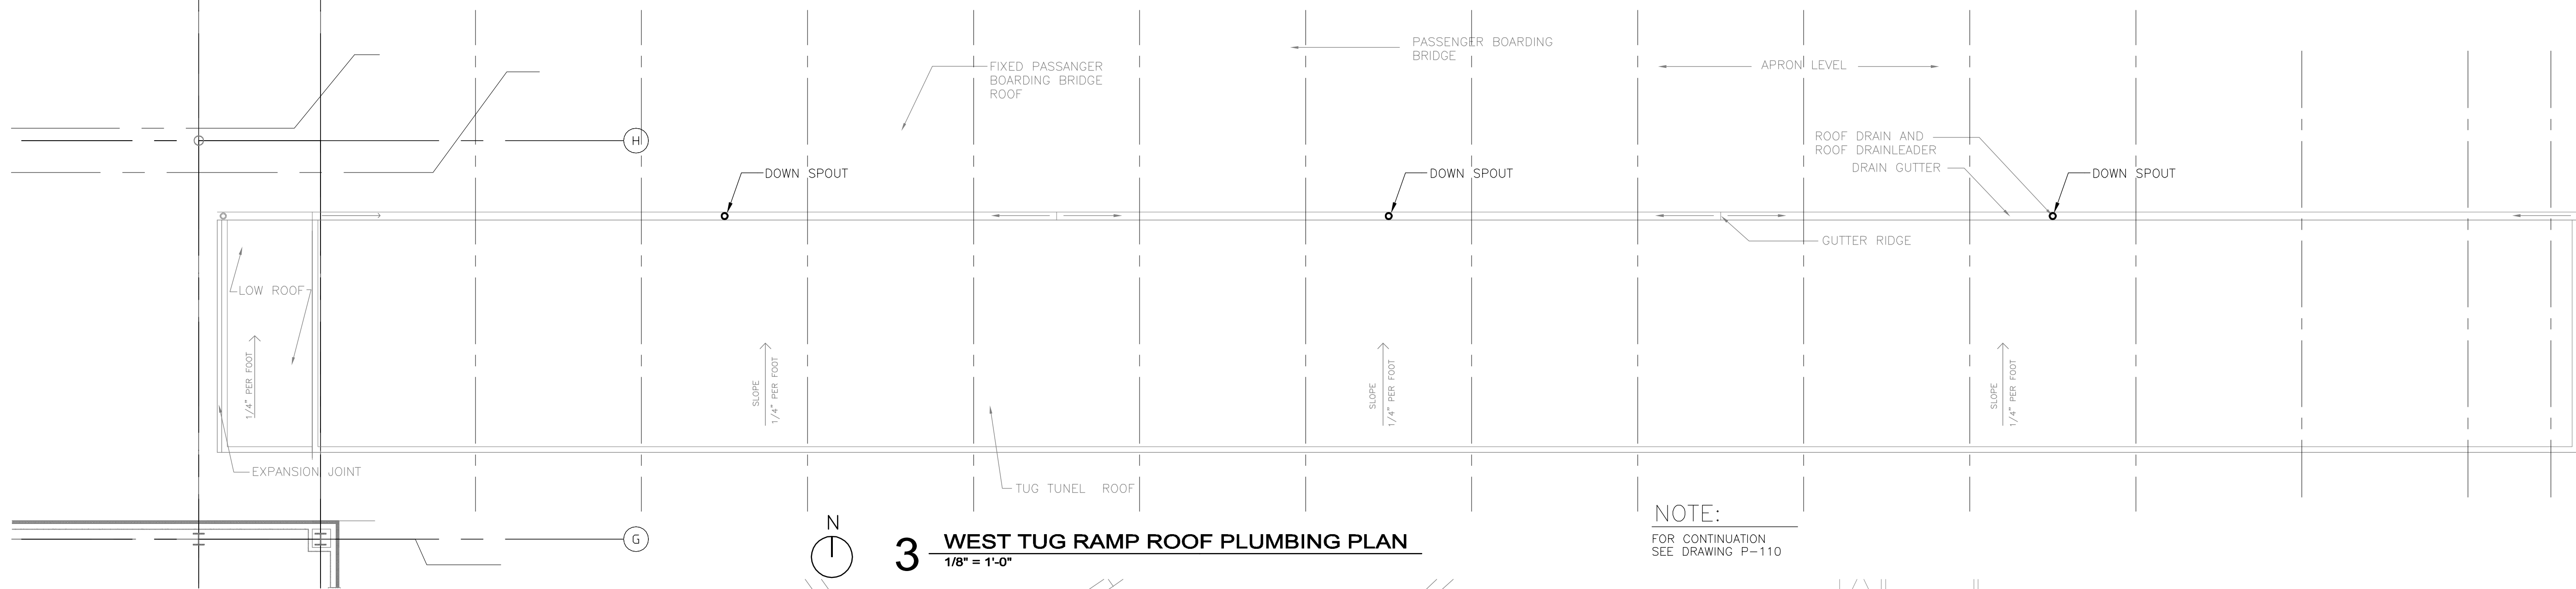 PASSENGER BOARDING
BRIDGE
FIXED PASSANGER
BOARDING BRIDGE
ROOF
APRON LEVEL
H
ROOF DRAIN AND
ROOF DRAINLEADER
DRAIN GUTTER
DOWN SPOUT
DOWN SPOUT
DOWN SPOUT
GUTTER RIDGE
LOW ROOF
1/4" PER FOOT
SLOPE
1/4" PER FOOT
SLOPE
1/4" PER FOOT
SLOPE
1/4" PER FOOT
EXPANSION JOINT
TUG TUNEL ROOF
G
N
3 WEST TUG RAMP ROOF PLUMBING PLAN
1/8" = 1'-0"
NOTE:
FOR CONTINUATION
SEE DRAWING P-110